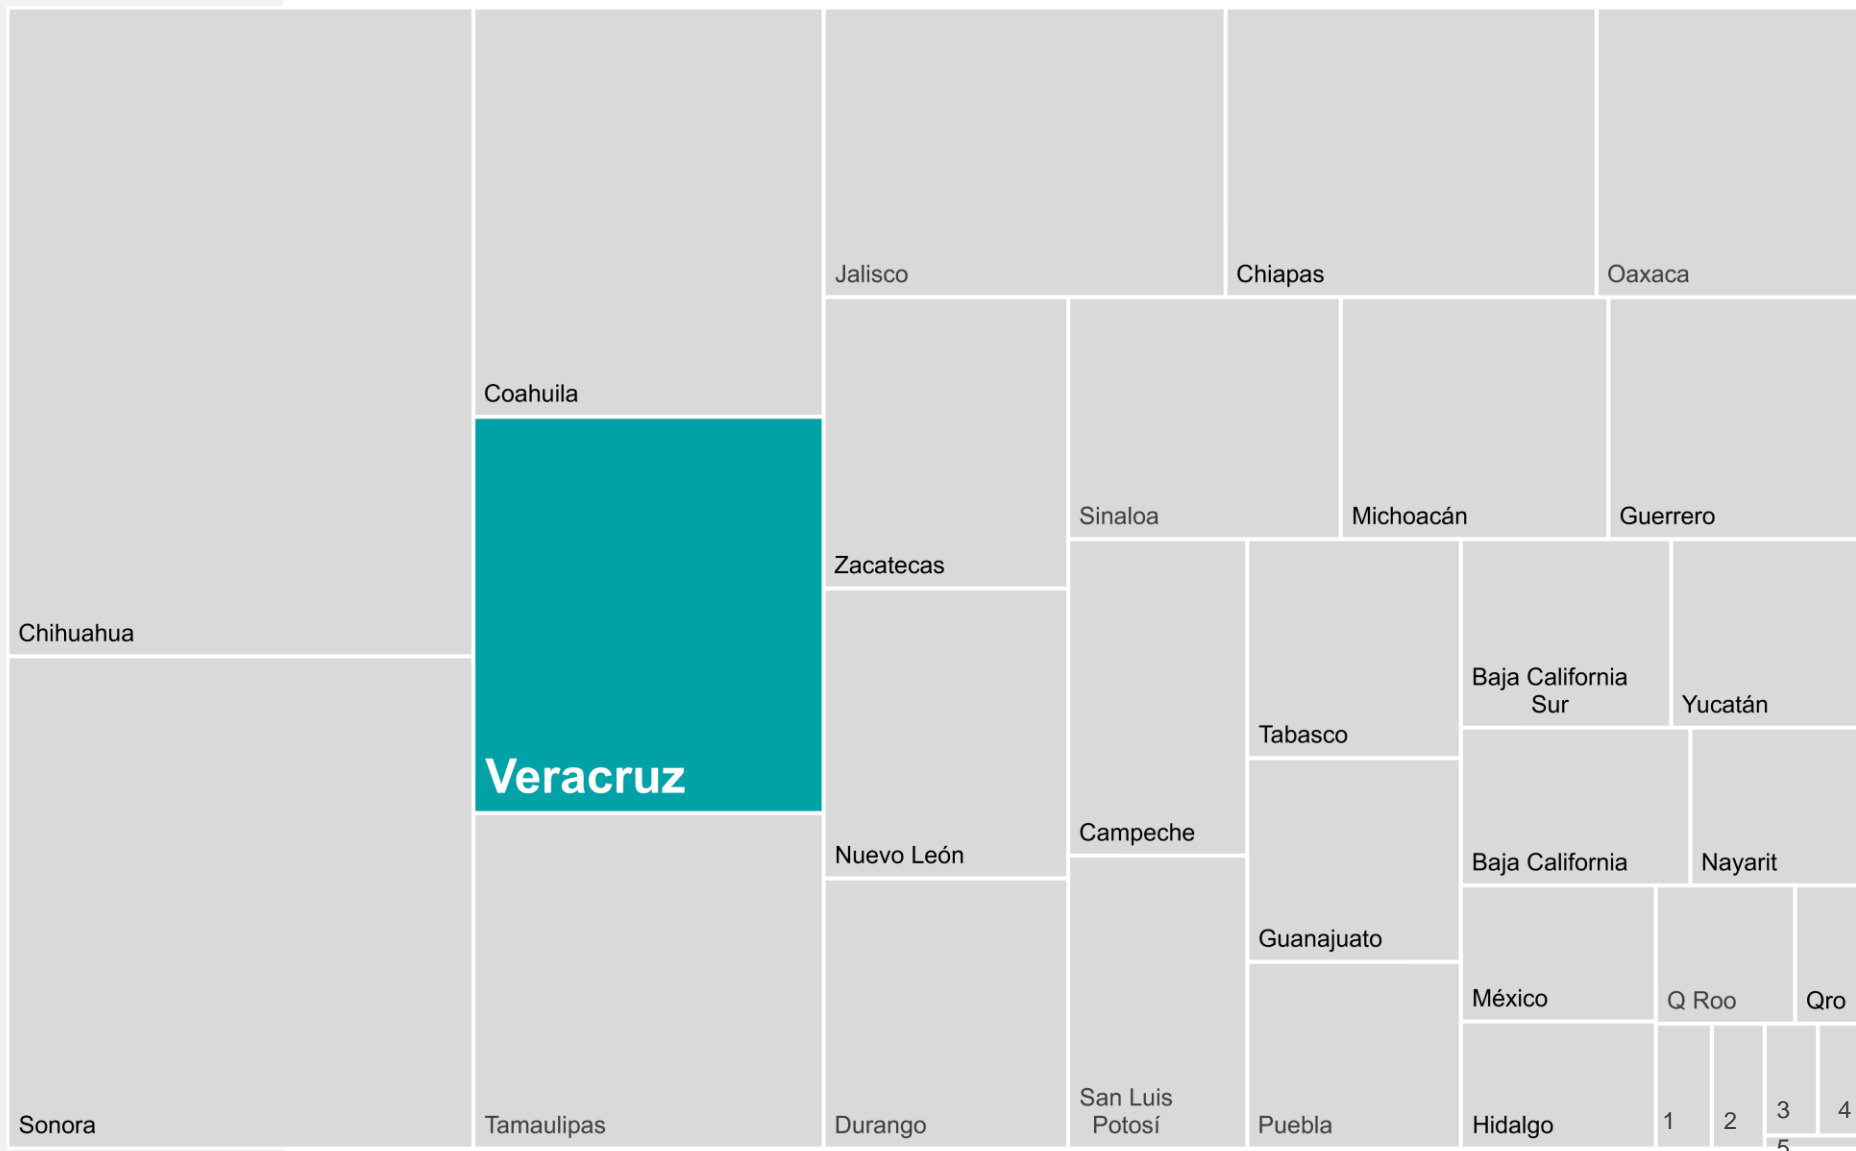 Jalisco
Chiapas
Oaxaca
Coahuila
Sinaloa
Michoacán
Guerrero
Zacatecas
Chihuahua
Baja California
Sur
Yucatán
Tabasco
Veracruz
Campeche
Nuevo León
Baja California
Nayarit
Guanajuato
México
Q Roo
Qro
San Luis
Potosí
Sonora
Tamaulipas
Durango
Puebla
Hidalgo
1
2
3
4
5